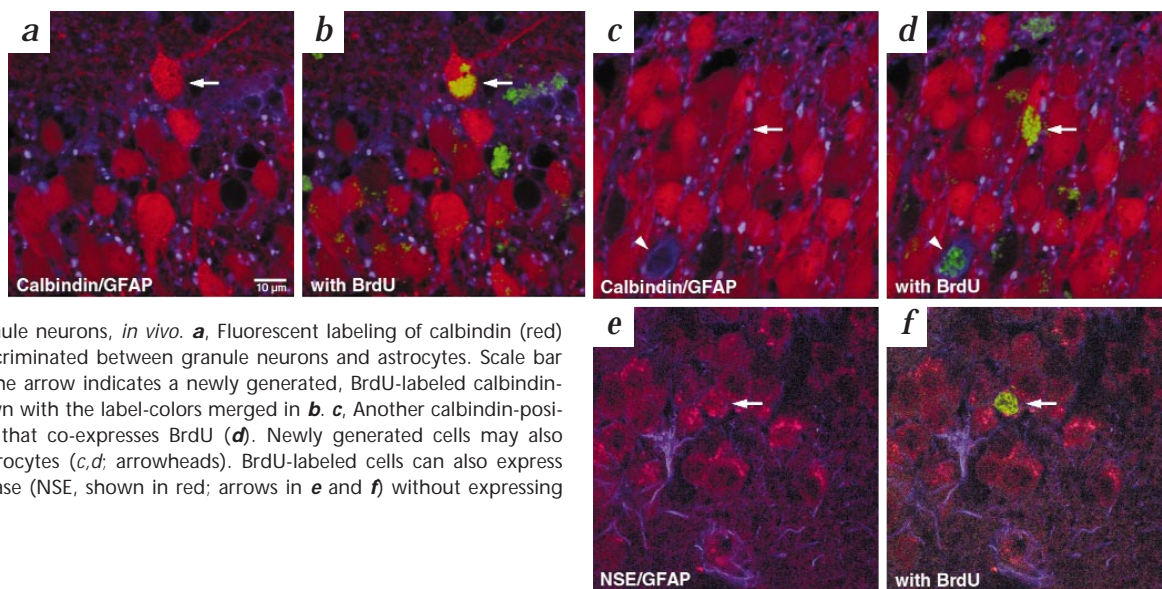 a
b
c
d
Calbindin/GFAP
10 µm
with BrdU
Calbindin/GFAP
with BrdU
nule neurons, in vivo. a, Fluorescent labeling of calbindin (red)
criminated between granule neurons and astrocytes. Scale bar
he arrow indicates a newly generated, BrdU-labeled calbindin-
wn with the label-colors merged in b. c, Another calbindin-posi-
that co-expresses BrdU (d). Newly generated cells may also
rocytes (c,d; arrowheads). BrdU-labeled cells can also express
ase (NSE, shown in red; arrows in e and f) without expressing
e
f
NSE/GFAP
with BrdU